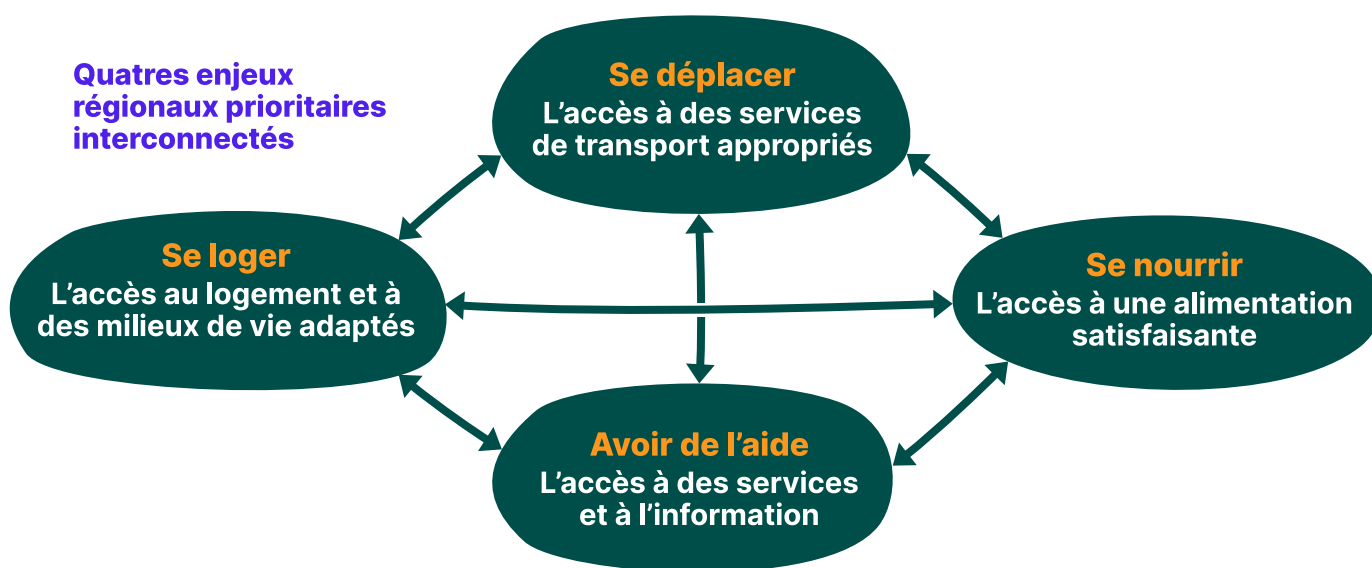 Quatres enjeux
régionaux prioritaires
interconnectés
Se déplacer
L’accès à des services
de transport appropriés
Se loger
L’accès au logement et à
des milieux de vie adaptés
Se nourrir
L’accès à une alimentation
satisfaisante
Avoir de l’aide
L’accès à des services
et à l’information